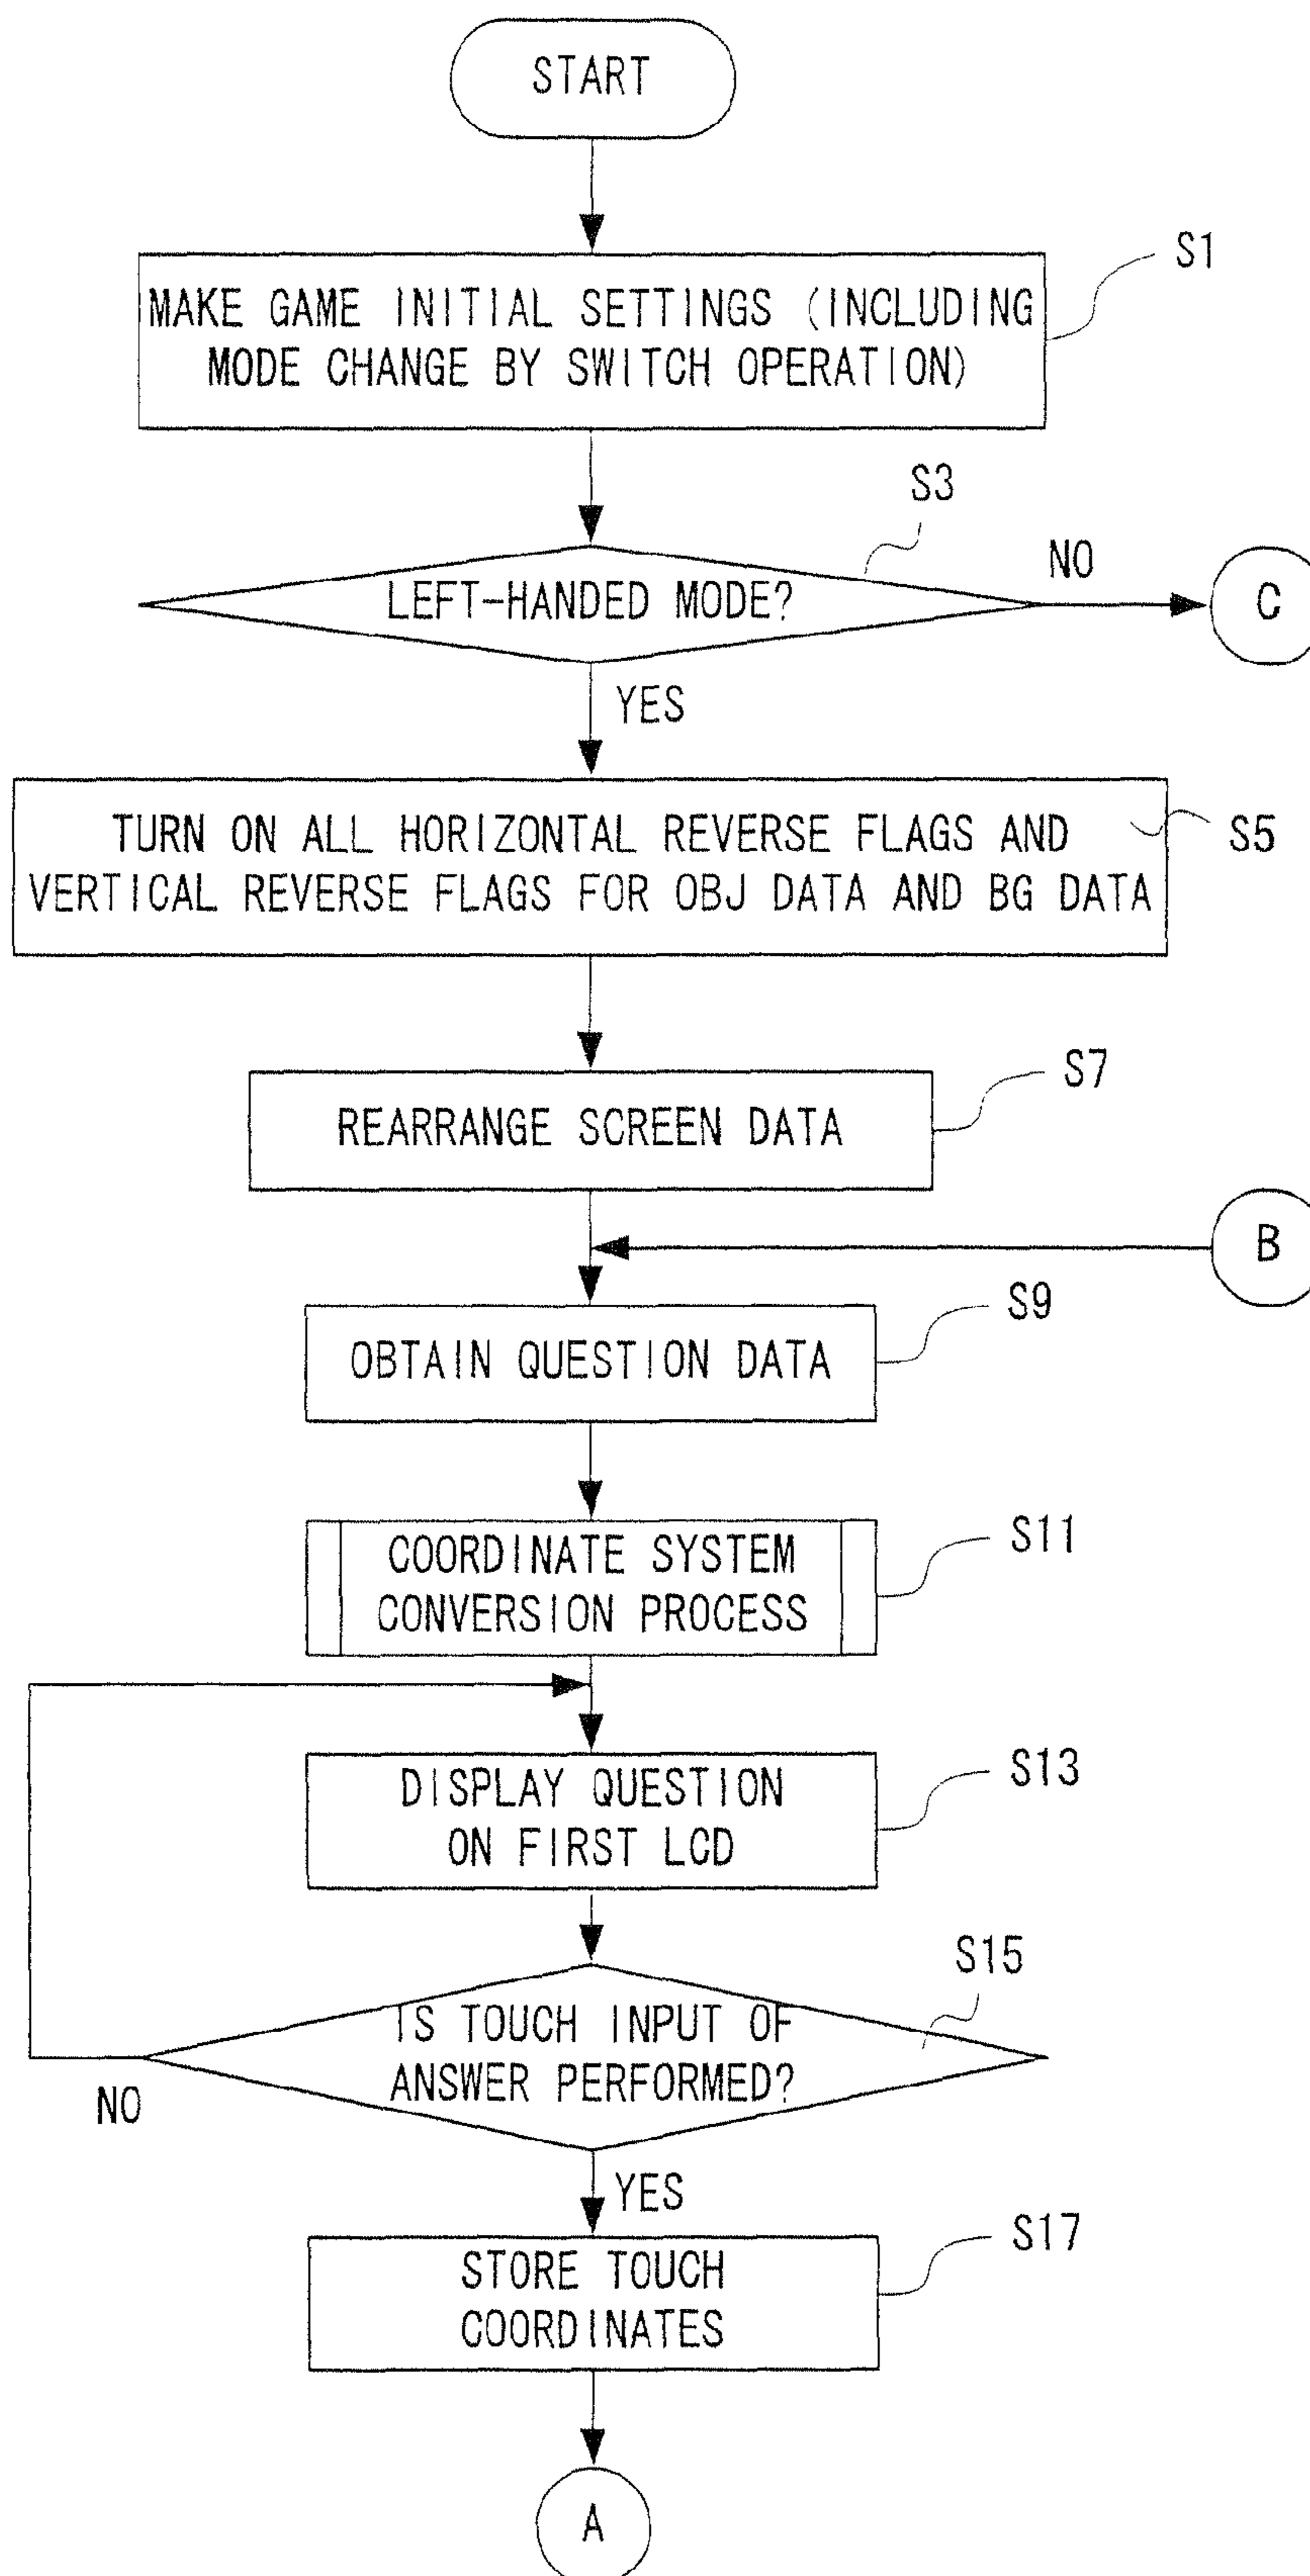 START
S1
MAKE GAME INITIAL SETTINGS (INCLUDING
MODE CHANGE BY SWITCH OPERATION)
S3
LEFT-HANDED MODE?
NO
C
YES
S5
TURN ON ALL HORIZONTAL REVERSE FLAGS AND
VERTICAL REVERSE FLAGS FOR OBJ DATA AND BG DATA
S7
REARRANGE SCREEN DATA
B
S9
OBTAIN QUESTION DATA
S11
COORDINATE SYSTEM
CONVERSION PROCESS
S13
DISPLAY QUESTION
ON FIRST LCD
S15
IS TOUCH INPUT OF
ANSWER PERFORMED?
NO
YES
S17
STORE TOUCH
COORDINATES
A